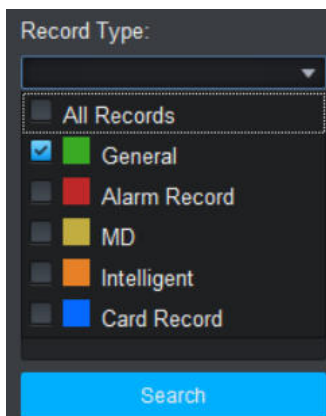 Record Type:
All Records
General
Alarm Record
MD
Intelligent
Card Record
Search